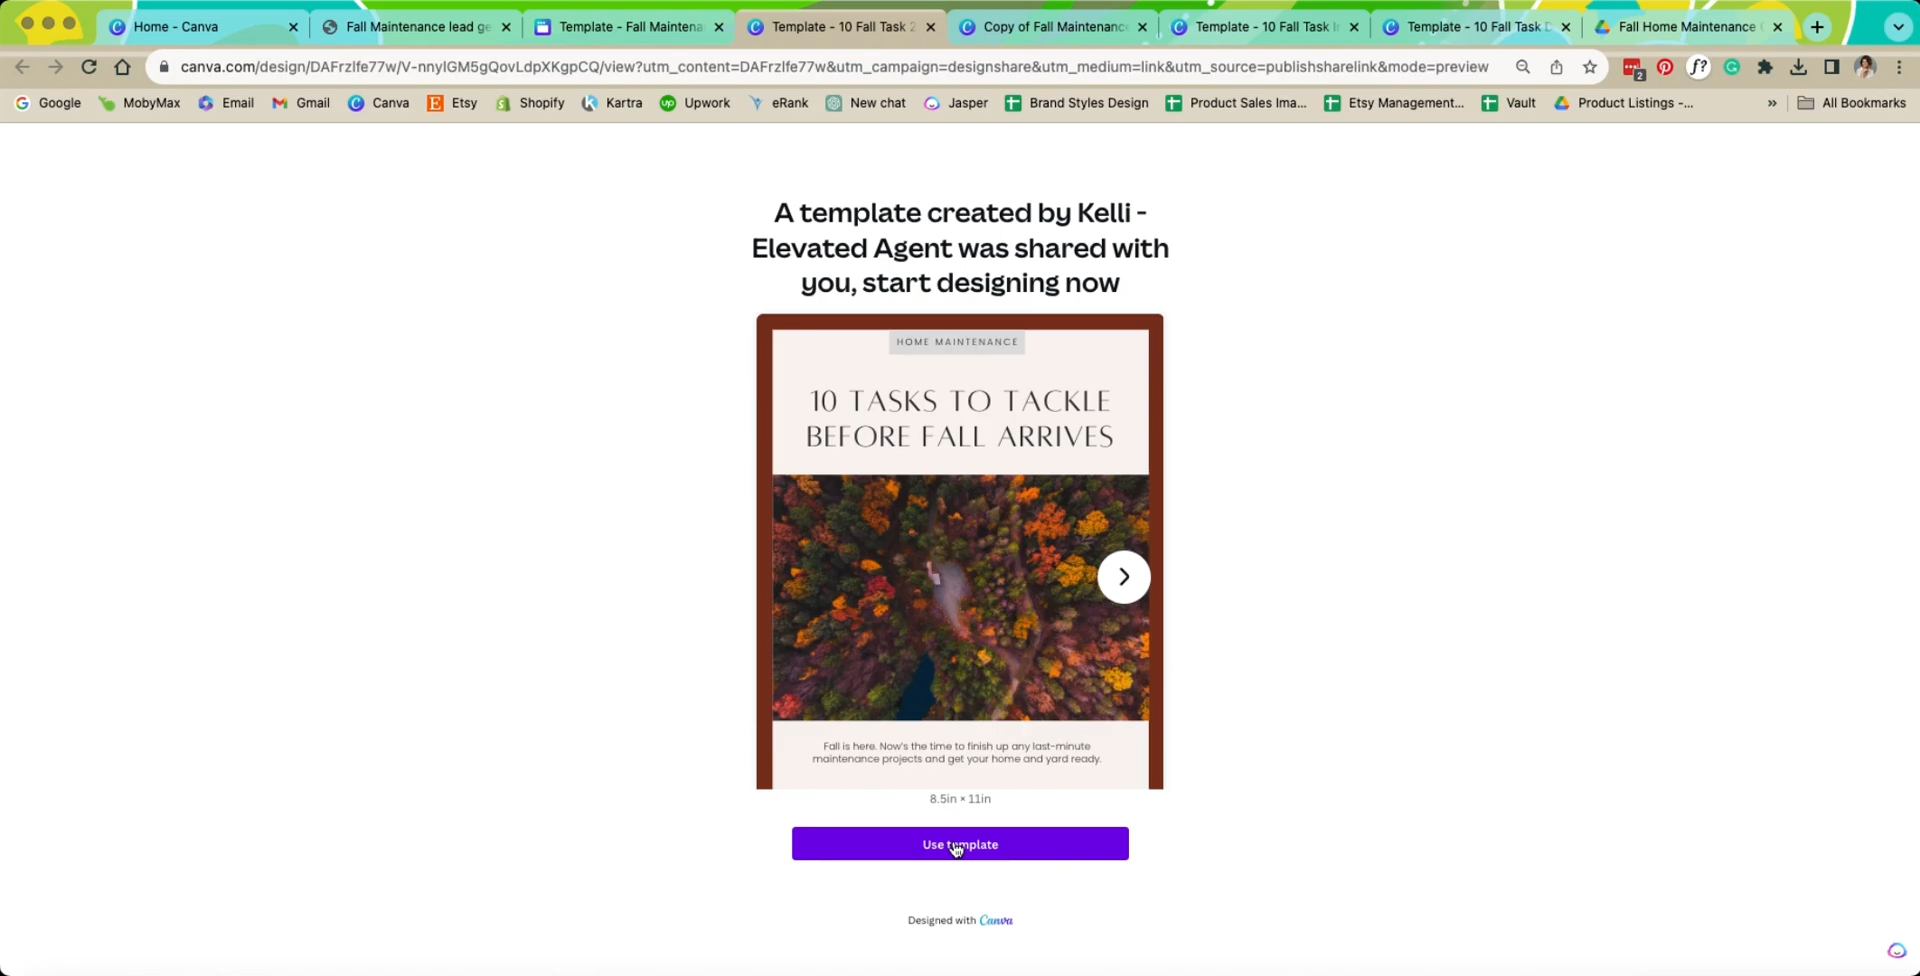 Home - Canva
Fall Maintenance lead ge
Template - Fall Maintena
Template - 10 Fall Task 2
Copy of Fall Maintenance
Template - 10 Fall Task I
Template - 10 Fall Task D
Fall Home Maintenance
canva.com/design/DAFrzlfe77w/V-nnylGM5gQovLdpXKgpCQ/view?utm_content=DAFrzlfe77w&utm_campaign=designshare&utm_medium=link&utm_source=publishsharelink&mode=preview
2
f?
Google
MobyMax
Email
Gmail
Canva
Etsy
Shopify
Kartra
Upwork
eRank
New chat
Jasper
Brand Styles Design
Product Sales Ima...
Etsy Management...
Vault
Product Listings -...
»
All Bookmarks
A template created by Kelli -
Elevated Agent was shared with
you, start designing now
HOME MAINTENANCE
10 TASKS TO TACKLE
BEFORE FALL ARRIVES
Fall is here. Now's the time to finish up any last-minute
maintenance projects and get your home and yard ready.
8.5in × 11in
Use template
Designed with Canva